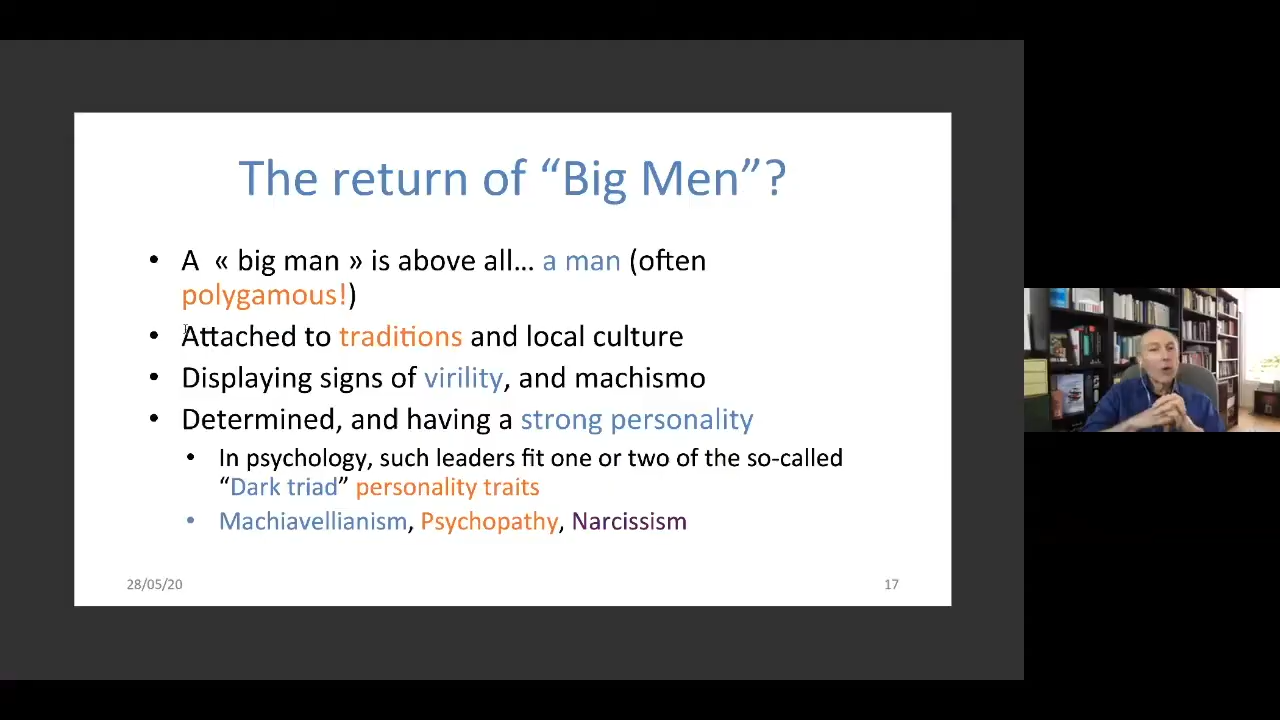 The return of “Big Men”?
• A « big man » is above all... a man (often
polygamous!)
• Attached to traditions and local culture
• Displaying signs of virility, and machismo
• Determined, and having a strong personality
• In psychology, such leaders fit one or two of the so-called
“Dark triad” personality traits
• Machiavellianism, Psychopathy, Narcissism
28/05/20
17